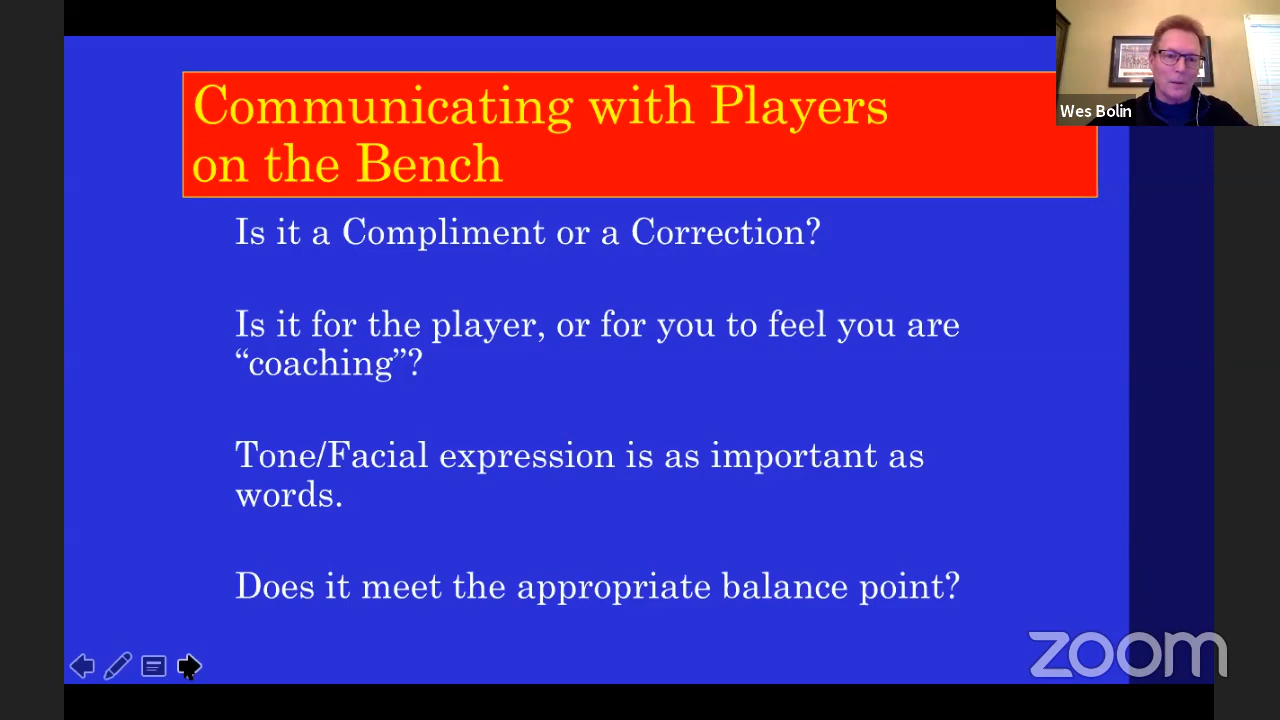 Communicating with Players
on the Bench
Wes Bolin
Is it a Compliment or a Correction?
Is it for the player, or for you to feel you are
“coaching”?
Tone/Facial expression is as important as
words.
Does it meet the appropriate balance point?
zoom